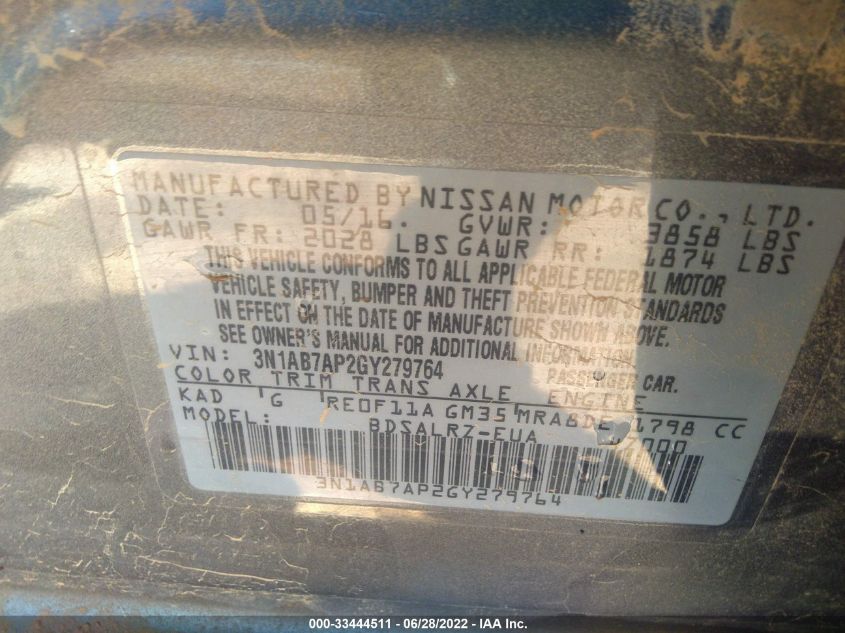 MANUFACTURED BY NISSAN MOTOR CO., LTD.
DATE: 05/16. GVWR: 3858 LBS
GAWR FR: 2028 LBS GAWR RR: 1874 LBS
THIS VEHICLE CONFORMS TO ALL APPLICABLE FEDERAL MOTOR
VEHICLE SAFETY, BUMPER AND THEFT PREVENTION STANDARDS
IN EFFECT ON THE DATE OF MANUFACTURE SHOWN ABOVE.
SEE OWNER'S MANUAL FOR ADDITIONAL INFORMATION.
VIN: 3N1AB7AP2GY279764 PASSENGER CAR.
COLOR TRIM TRANS AXLE ENGINE
KAD G RE0F11A GM35 MRA8DE 1798 CC
MODEL: BDSALRZ-EUA
3N1AB7AP2GY279764
000-33444511 - 06/28/2022 - IAAI Inc.